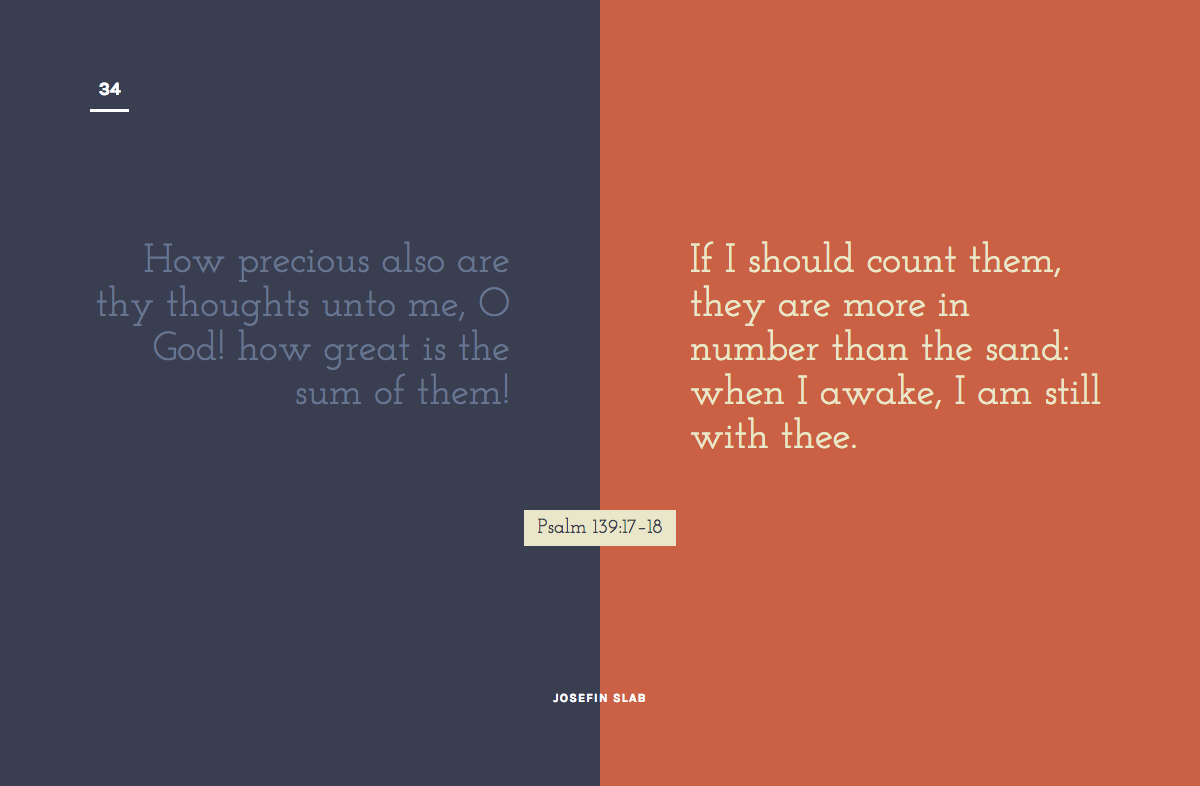 34
How precious also are
thy thoughts unto me, O
God! how great is the
sum of them!
If I should count them,
they are more in
number than the sand:
when I awake, I am still
with thee.
Psalm 139:17–18
JOSEFIN SLAB